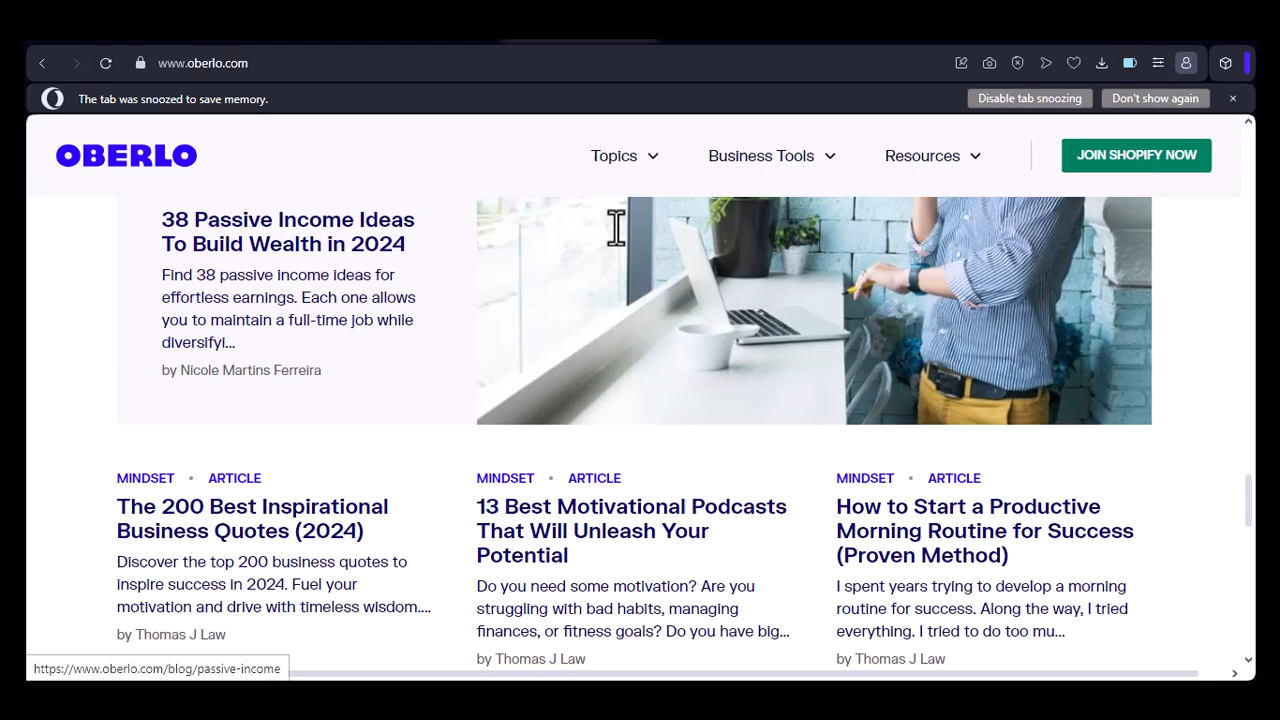 www.oberlo.com
The tab was snoozed to save memory.
Disable tab snoozing
Don't show again
OBERLO
Topics
Business Tools
Resources
JOIN SHOPIFY NOW
38 Passive Income Ideas
To Build Wealth in 2024
Find 38 passive income ideas for
effortless earnings. Each one allows
you to maintain a full-time job while
diversifyi...
by Nicole Martins Ferreira
MINDSET • ARTICLE
The 200 Best Inspirational
Business Quotes (2024)
Discover the top 200 business quotes to
inspire success in 2024. Fuel your
motivation and drive with timeless wisdom....
by Thomas J Law
MINDSET • ARTICLE
13 Best Motivational Podcasts
That Will Unleash Your
Potential
Do you need some motivation? Are you
struggling with bad habits, managing
finances, or fitness goals? Do you have big...
by Thomas J Law
MINDSET • ARTICLE
How to Start a Productive
Morning Routine for Success
(Proven Method)
I spent years trying to develop a morning
routine for success. Along the way, I tried
everything. I tried to do too mu...
by Thomas J Law
https://www.oberlo.com/blog/passive-income